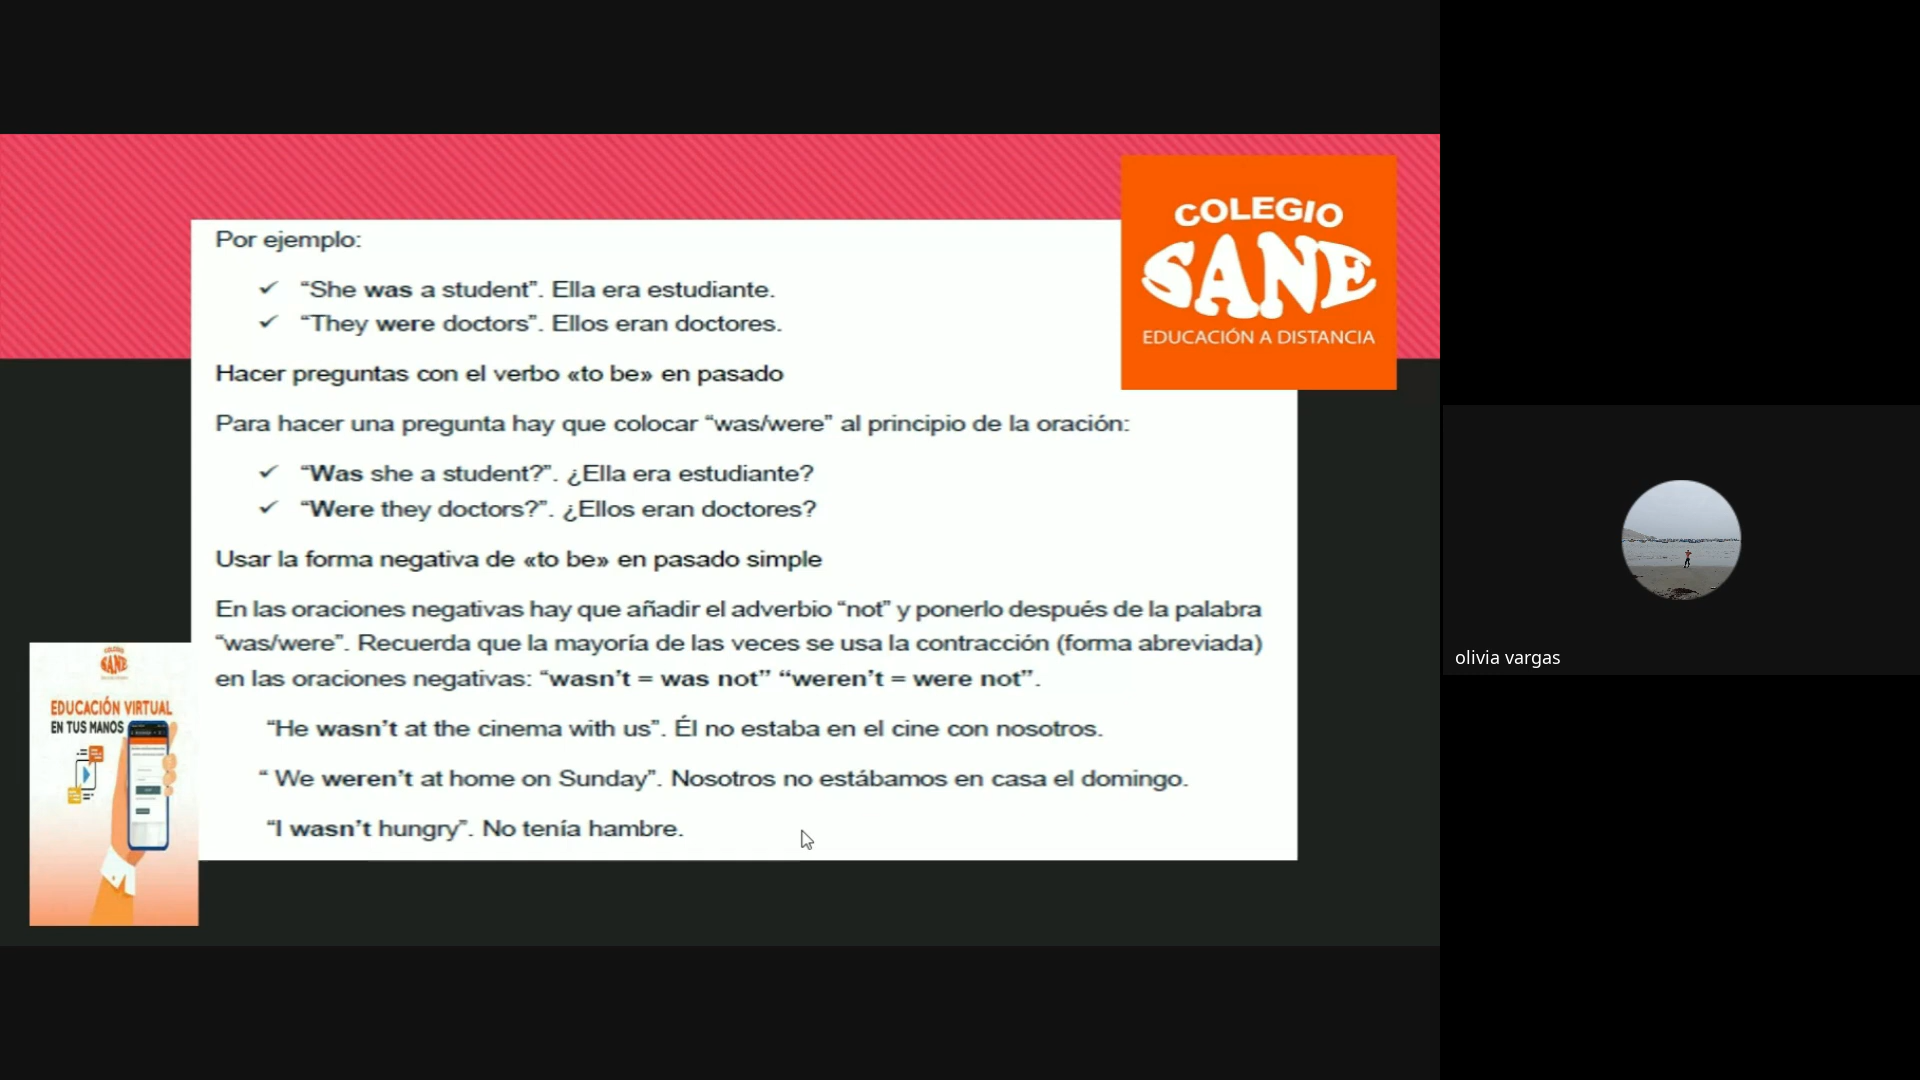 COLEGIO
SANE
EDUCACIÓN A DISTANCIA
Por ejemplo:
✓ “She was a student”. Ella era estudiante.
✓ “They were doctors”. Ellos eran doctores.
Hacer preguntas con el verbo «to be» en pasado
Para hacer una pregunta hay que colocar “was/were” al principio de la oración:
✓ “Was she a student?”. ¿Ella era estudiante?
✓ “Were they doctors?”. ¿Ellos eran doctores?
Usar la forma negativa de «to be» en pasado simple
En las oraciones negativas hay que añadir el adverbio “not” y ponerlo después de la palabra
“was/were”. Recuerda que la mayoría de las veces se usa la contracción (forma abreviada)
en las oraciones negativas: “wasn’t = was not” “weren’t = were not”.
“He wasn’t at the cinema with us”. Él no estaba en el cine con nosotros.
“ We weren’t at home on Sunday”. Nosotros no estábamos en casa el domingo.
“I wasn’t hungry”. No tenía hambre.
COLEGIO
SANE
EDUCACIÓN VIRTUAL
EN TUS MANOS
olivia vargas